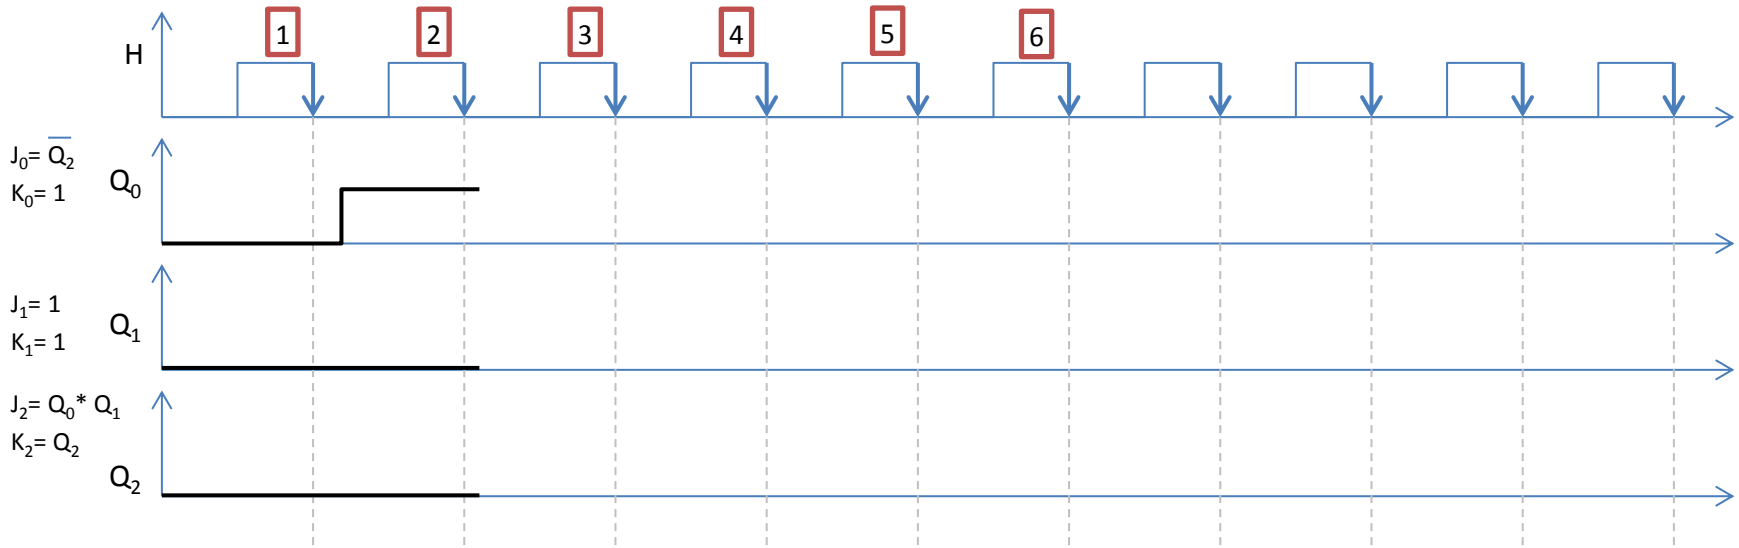 1 2 3 4 5 6
H
J₀= Q̅₂
K₀= 1
Q₀
J₁= 1
K₁= 1
Q₁
J₂= Q₀* Q₁
K₂= Q₂
Q₂